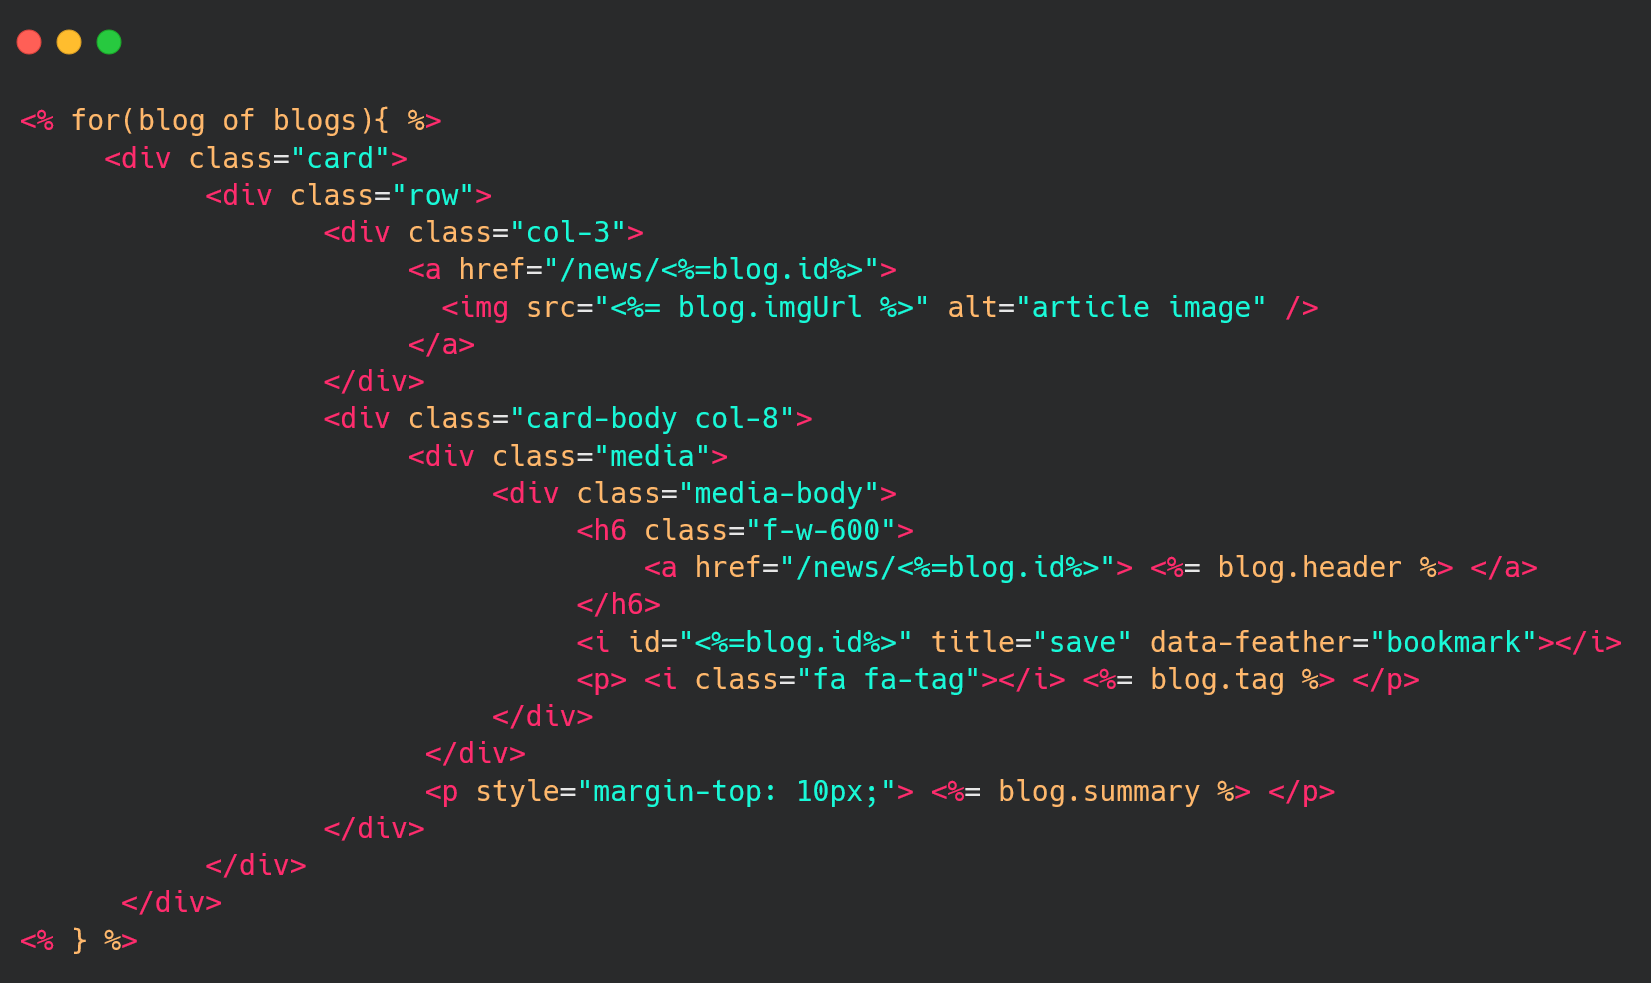 <% for(blog of blogs){ %>
     <div class="card">
           <div class="row">
                  <div class="col-3">
                       <a href="/news/<%=blog.id%>">
                         <img src="<%= blog.imgUrl %>" alt="article image" />
                       </a>
                  </div>
                  <div class="card-body col-8">
                       <div class="media">
                            <div class="media-body">
                                 <h6 class="f-w-600">
                                     <a href="/news/<%=blog.id%>"> <%= blog.header %> </a>
                                 </h6>
                                 <i id="<%=blog.id%>" title="save" data-feather="bookmark"></i>
                                 <p> <i class="fa fa-tag"></i> <%= blog.tag %> </p>
                            </div>
                        </div>
                        <p style="margin-top: 10px;"> <%= blog.summary %> </p>
                  </div>
           </div>
      </div>
<% } %>